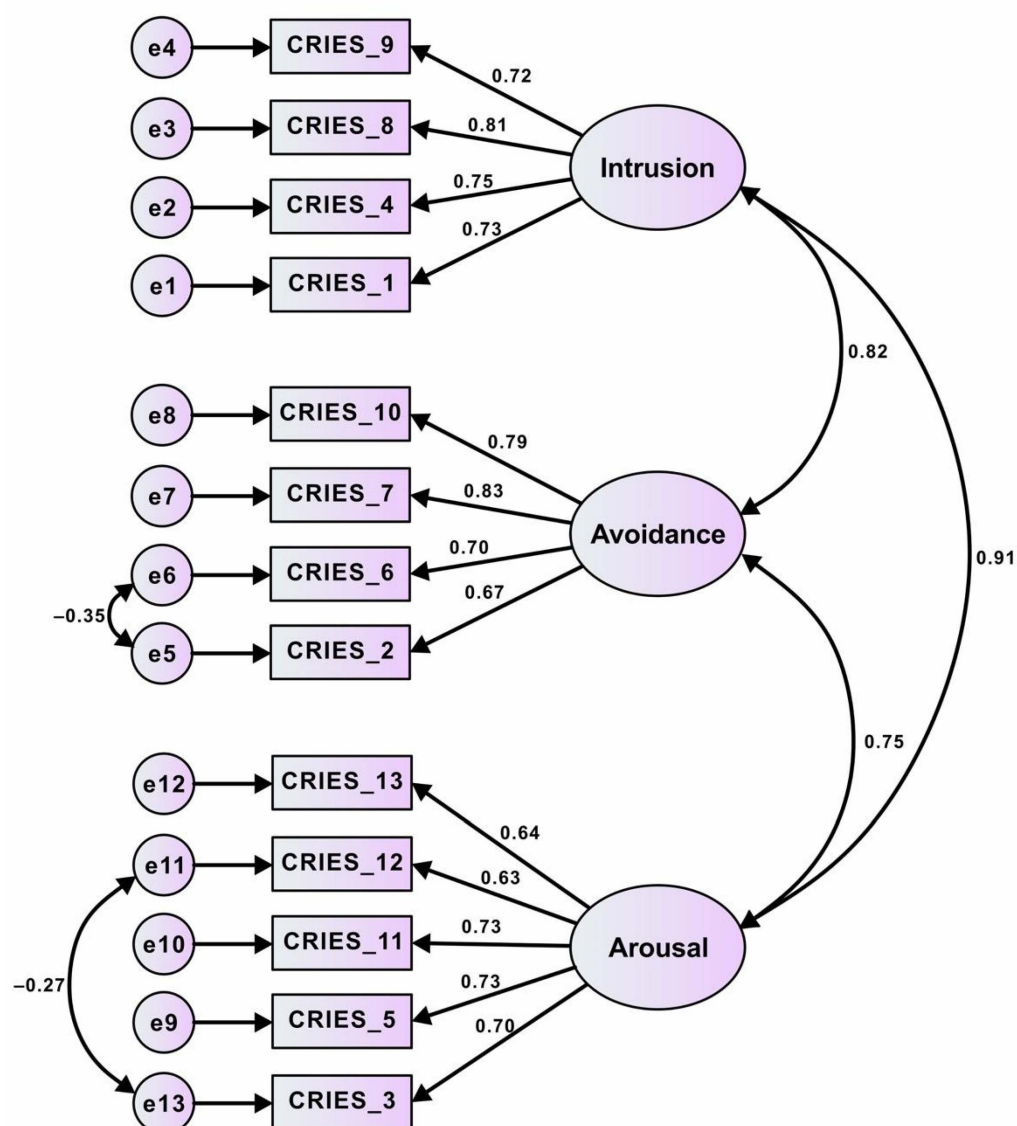 e4
CRIES_9
0.72
e3
CRIES_8
0.81
Intrusion
e2
CRIES_4
0.75
e1
CRIES_1
0.73
0.82
e8
CRIES_10
0.79
e7
CRIES_7
0.83
Avoidance
e6
CRIES_6
0.70
0.91
−0.35
e5
CRIES_2
0.67
0.75
e12
CRIES_13
0.64
e11
CRIES_12
0.63
e10
CRIES_11
0.73
Arousal
−0.27
e9
CRIES_5
0.73
e13
CRIES_3
0.70